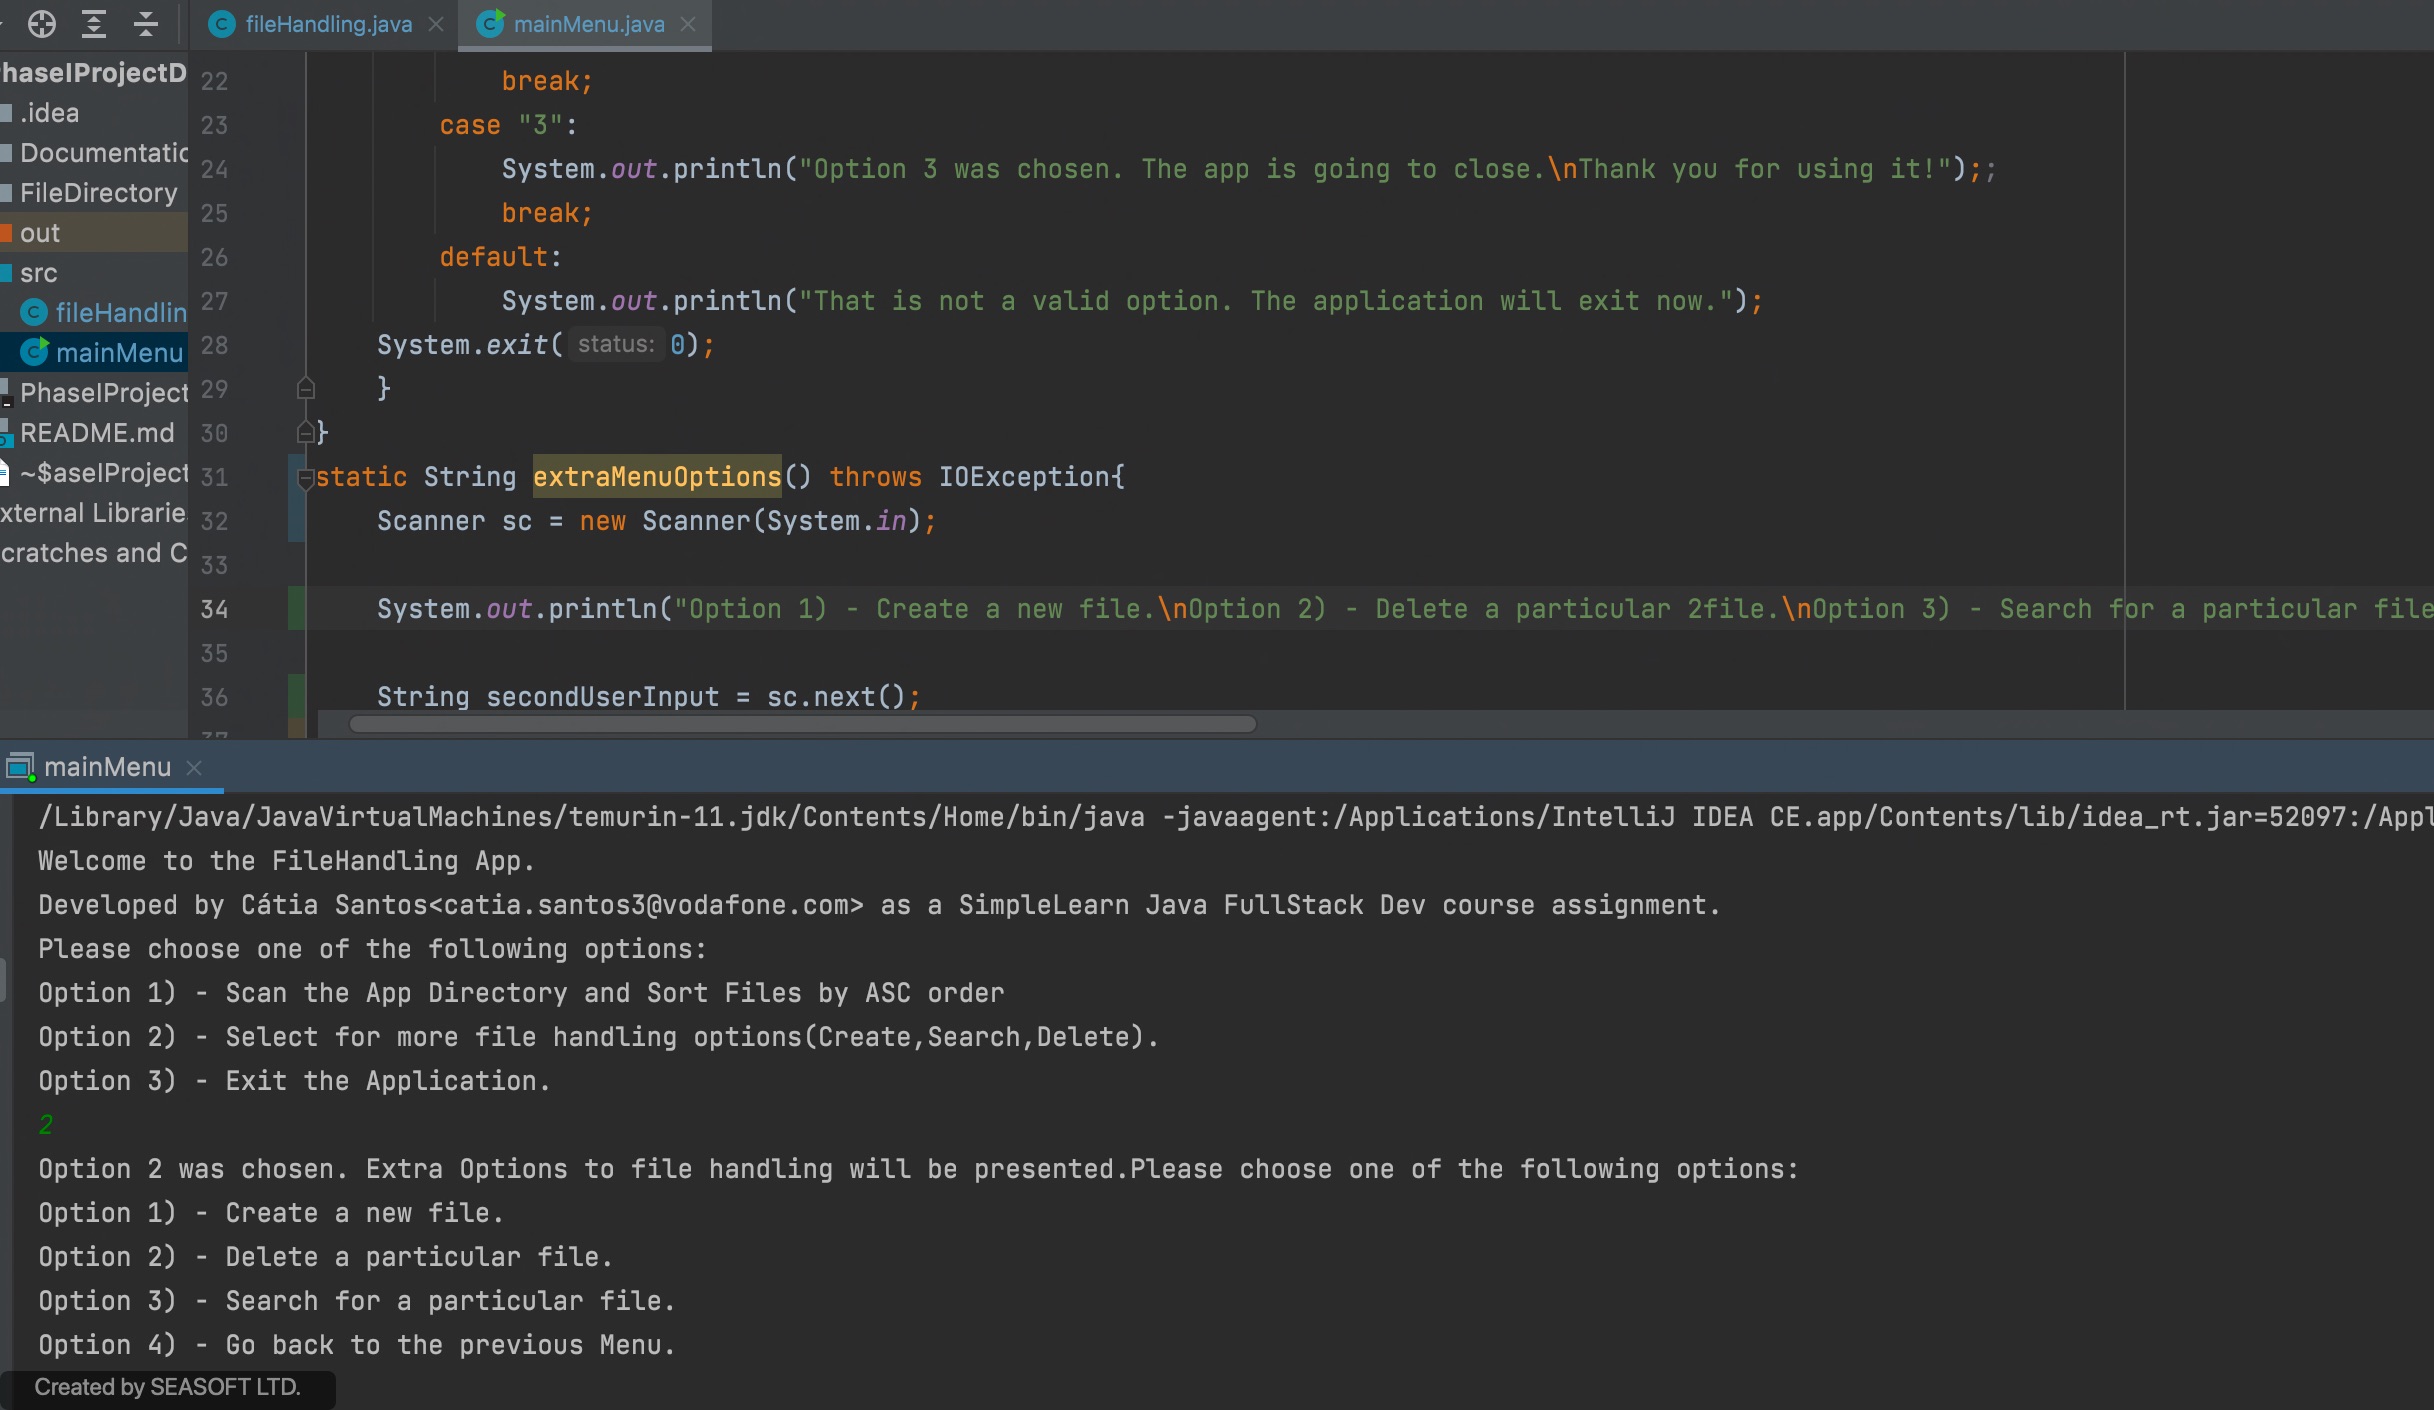 fileHandling.java
mainMenu.java
haseIProjectD
.idea
Documentatio
FileDirectory
out
src
fileHandlin
mainMenu
PhaseIProject
README.md
~$aseIProject
xternal Librarie
cratches and C
22 break;
23 case "3":
24 System.out.println("Option 3 was chosen. The app is going to close.\nThank you for using it!");;
25 break;
26 default:
27 System.out.println("That is not a valid option. The application will exit now.");
28 System.exit( status: 0);
29 }
30 }
31 static String extraMenuOptions() throws IOException{
32 Scanner sc = new Scanner(System.in);
33
34 System.out.println("Option 1) - Create a new file.\nOption 2) - Delete a particular 2file.\nOption 3) - Search for a particular file
35
36 String secondUserInput = sc.next();
37
mainMenu
/Library/Java/JavaVirtualMachines/temurin-11.jdk/Contents/Home/bin/java -javaagent:/Applications/IntelliJ IDEA CE.app/Contents/lib/idea_rt.jar=52097:/Appl
Welcome to the FileHandling App.
Developed by Cátia Santos<catia.santos3@vodafone.com> as a SimpleLearn Java FullStack Dev course assignment.
Please choose one of the following options:
Option 1) - Scan the App Directory and Sort Files by ASC order
Option 2) - Select for more file handling options(Create,Search,Delete).
Option 3) - Exit the Application.
2
Option 2 was chosen. Extra Options to file handling will be presented.Please choose one of the following options:
Option 1) - Create a new file.
Option 2) - Delete a particular file.
Option 3) - Search for a particular file.
Option 4) - Go back to the previous Menu.
Created by SEASOFT LTD.